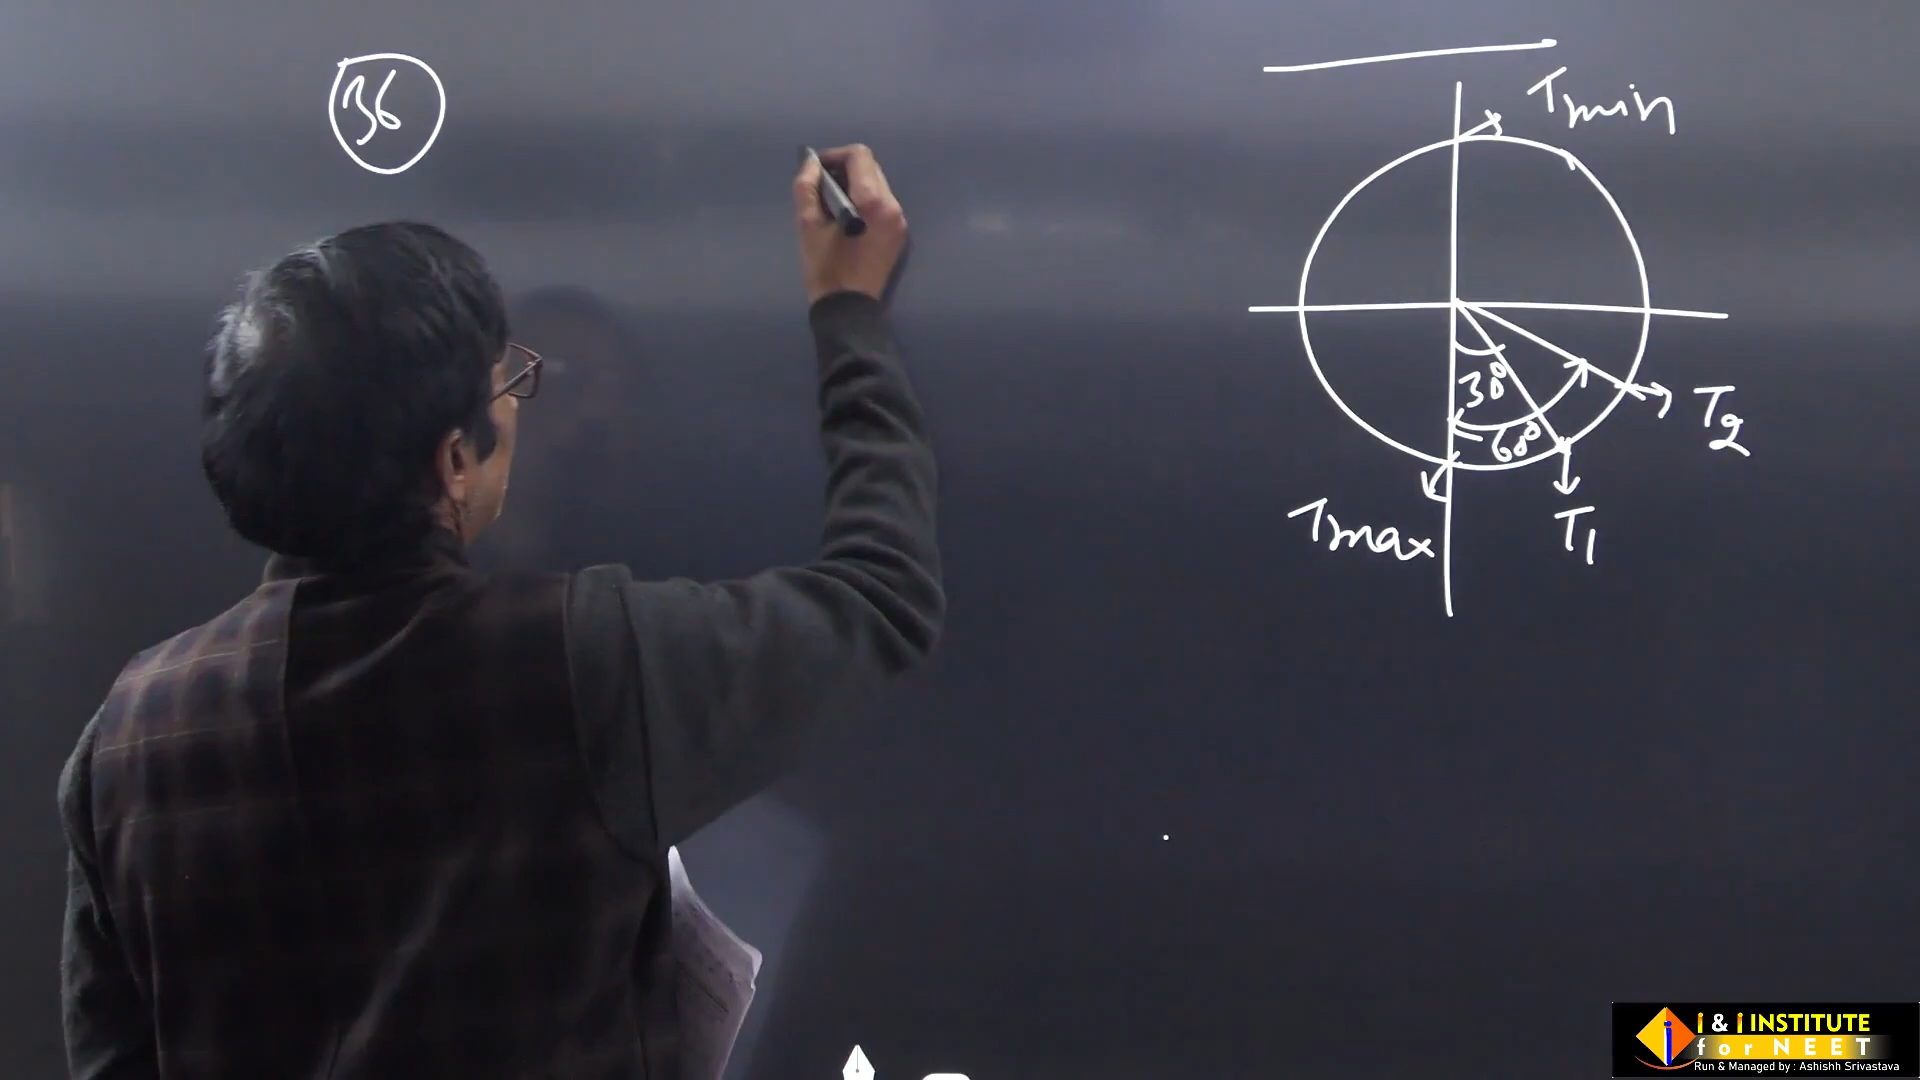 36
Tmin
30°
60°
T2
Tmax
T1
i & i INSTITUTE
for NEET
Run & Managed by : Ashishh Srivastava